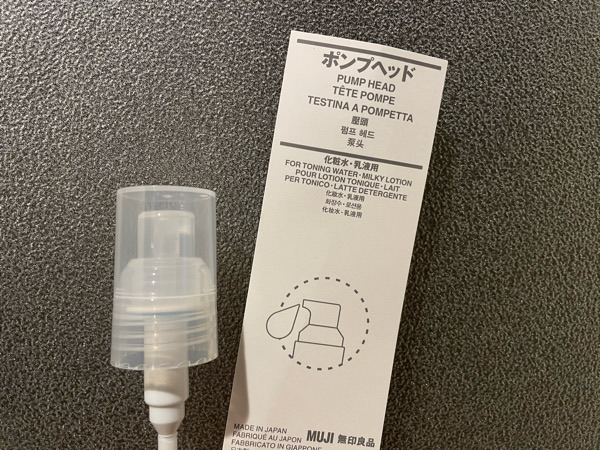 ポンプヘッド
PUMP HEAD
TÊTE POMPE
TESTINA A POMPETTA
壓頭
펌프 헤드
泵头
化粧水・乳液用
FOR TONING WATER・MILKY LOTION
POUR LOTION TONIQUE・LAIT
PER TONICO・LATTE DETERGENTE
化妝水・乳液用
화장수・로션용
化妆水・乳液用
MADE IN JAPAN
FABRIQUÉ AU JAPON
FABBRICATO IN GIAPPONE
MUJI 無印良品